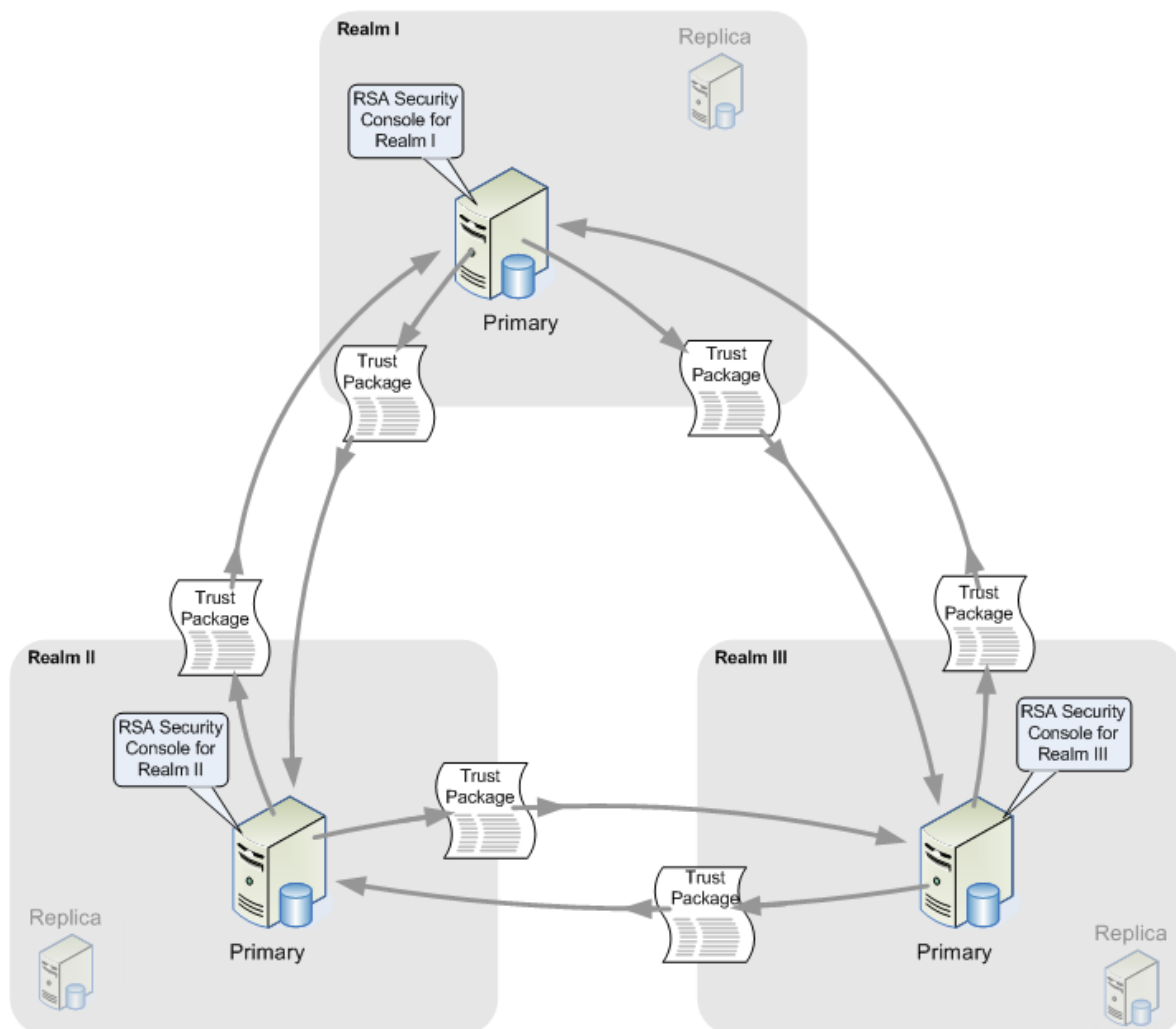 Realm I
Replica
RSA Security
Console for
Realm I
Primary
Trust
Package
Trust
Package
Trust
Package
Trust
Package
Realm II
RSA Security
Console for
Realm II
Realm III
RSA Security
Console for
Realm III
Trust
Package
Trust
Package
Replica
Primary
Primary
Replica